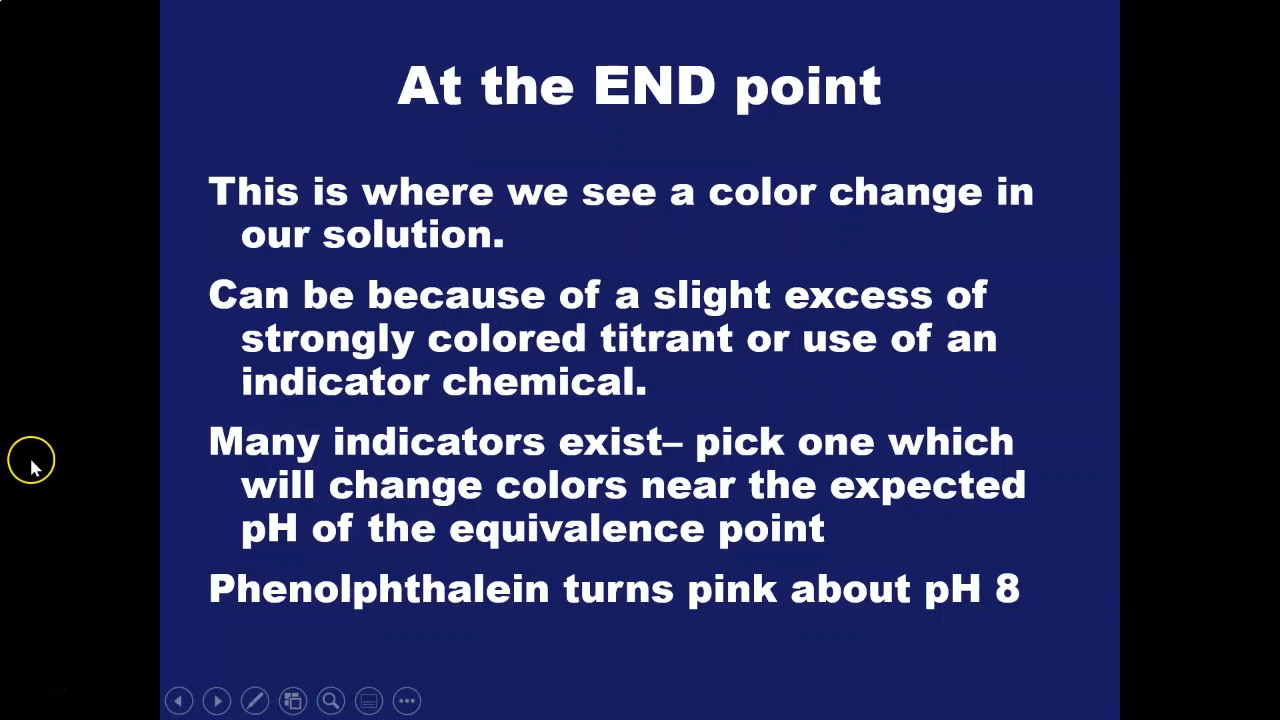 At the END point
This is where we see a color change in
our solution.
Can be because of a slight excess of
strongly colored titrant or use of an
indicator chemical.
Many indicators exist– pick one which
will change colors near the expected
pH of the equivalence point
Phenolphthalein turns pink about pH 8